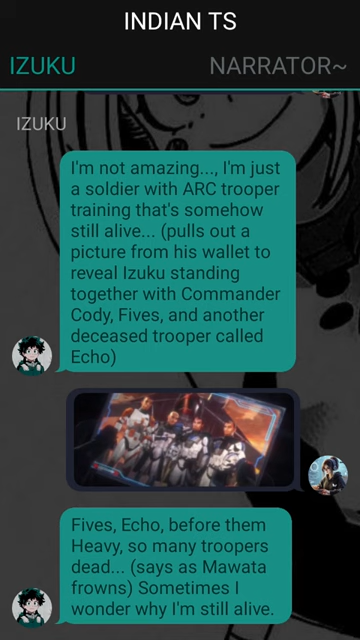 INDIAN TS
IZUKU
NARRATOR~
IZUKU
I'm not amazing..., I'm just
a soldier with ARC trooper
training that's somehow
still alive... (pulls out a
picture from his wallet to
reveal Izuku standing
together with Commander
Cody, Fives, and another
deceased trooper called
Echo)
Fives, Echo, before them
Heavy, so many troopers
dead... (says as Mawata
frowns) Sometimes I
wonder why I'm still alive.